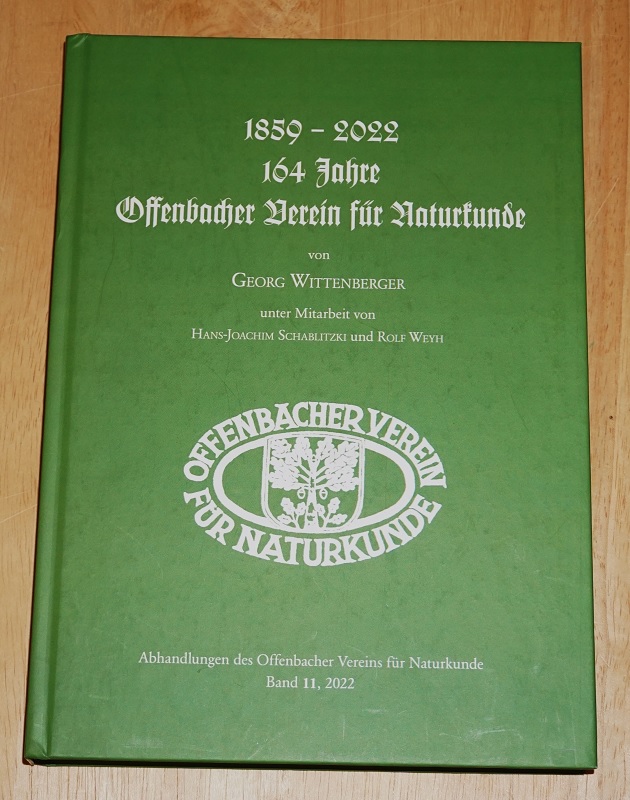 1859 – 2022
164 Jahre
Offenbacher Verein für Naturkunde
von
Georg Wittenberger
unter Mitarbeit von
Hans-Joachim Schablitzki und Rolf Weyh
OFFENBACHER VEREIN
FÜR NATURKUNDE
Abhandlungen des Offenbacher Vereins für Naturkunde
Band 11, 2022